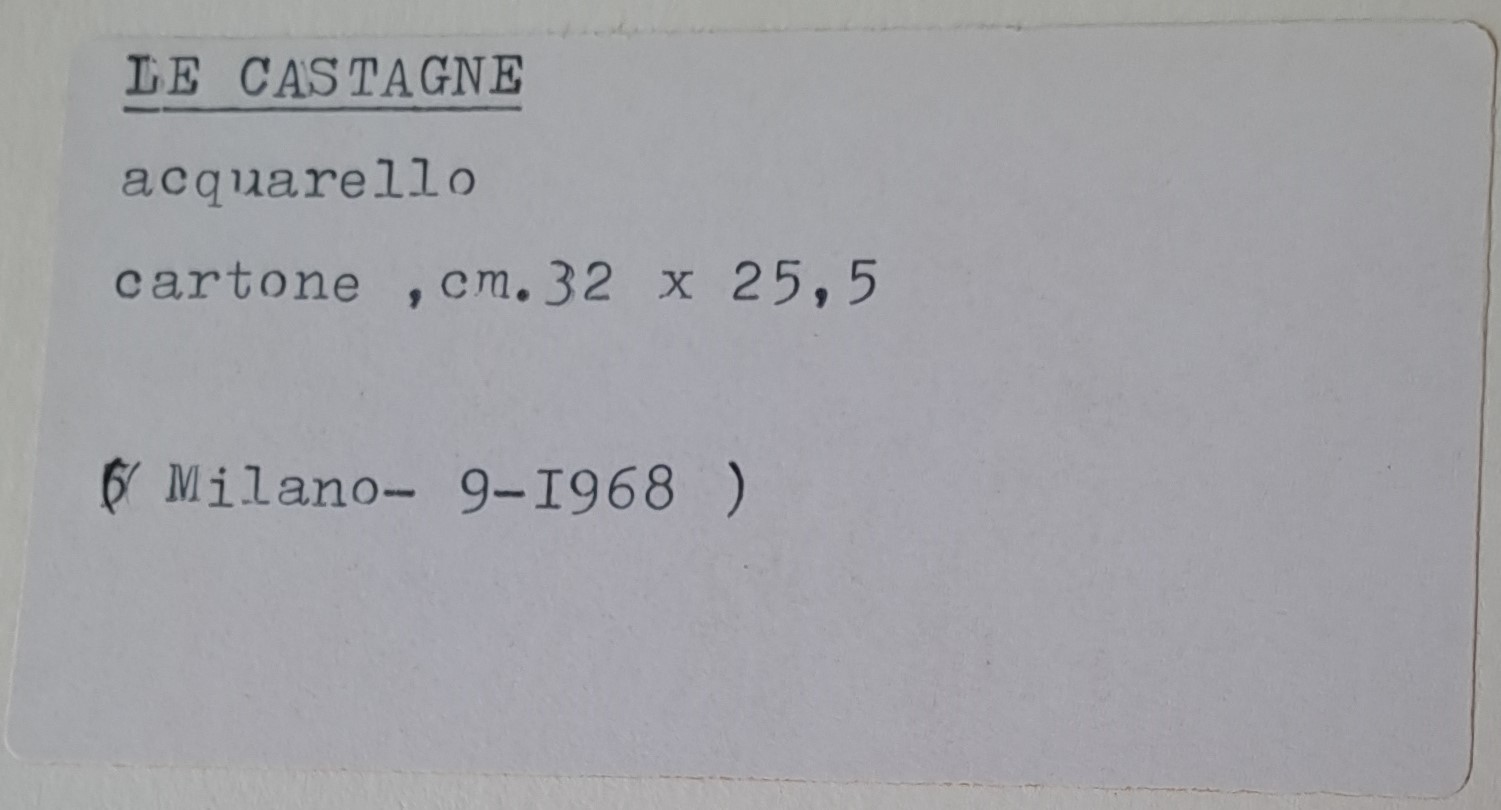 LE CASTAGNE
acquarello
cartone ,cm.32 x 25,5
( Milano- 9-I968 )